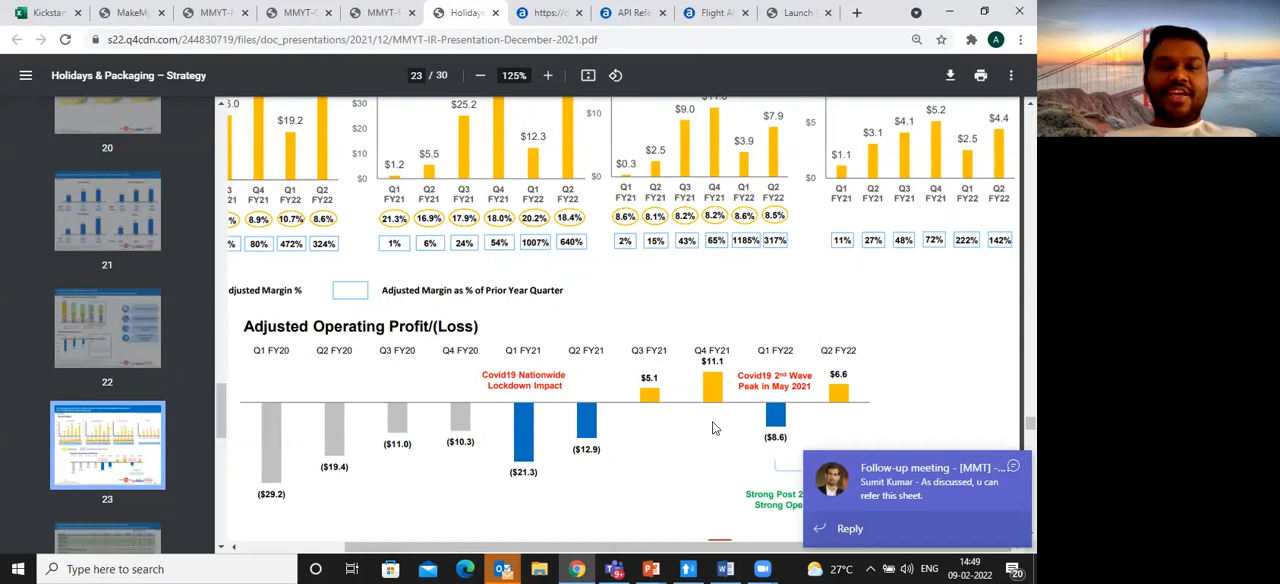 Kickstart
MakeMy
MMYT-F
MMYT-C
MMYT-F
Holidays
https://d
API Refe
Flight A
Launch
s22.q4cdn.com/244830719/files/doc_presentations/2021/12/MMYT-IR-Presentation-December-2021.pdf
A
Holidays & Packaging – Strategy
23 / 30
125%
20
21
22
23
$19.2
$30
$20
$10
$0
$1.2
$5.5
$25.2
$12.3
$10
$0
$0.3
$2.5
$9.0
$3.9
$7.9
$5
$0
$1.1
$3.1
$4.1
$5.2
$2.5
$4.4
Q4 Q1 Q2
FY21 FY22 FY22
Q1 Q2 Q3 Q4 Q1 Q2
FY21 FY21 FY21 FY21 FY22 FY22
Q1 Q2 Q3 Q4 Q1 Q2
FY21 FY21 FY21 FY21 FY22 FY22
Q1 Q2 Q3 Q4 Q1 Q2
FY21 FY21 FY21 FY21 FY22 FY22
% 8.9% 10.7% 8.6%
21.3% 16.9% 17.9% 18.0% 20.2% 18.4%
8.6% 8.1% 8.2% 8.2% 8.6% 8.5%
% 80% 472% 324%
1% 6% 24% 54% 1007% 640%
2% 15% 43% 65% 1185% 317%
11% 27% 48% 72% 222% 142%
djusted Margin %
Adjusted Margin as % of Prior Year Quarter
Adjusted Operating Profit/(Loss)
Q1 FY20 Q2 FY20 Q3 FY20 Q4 FY20 Q1 FY21 Q2 FY21 Q3 FY21 Q4 FY21 Q1 FY22 Q2 FY22
Covid19 Nationwide
Lockdown Impact
Covid19 2nd Wave
Peak in May 2021
($29.2)
($19.4)
($11.0)
($10.3)
($21.3)
($12.9)
$5.1
$11.1
($8.6)
$6.6
Strong Post 2
Strong Ope
Follow-up meeting - [MMT] -...
Sumit Kumar - As discussed, u can
refer this sheet.
Reply
Type here to search
27°C
ENG
14:49
09-02-2022
20